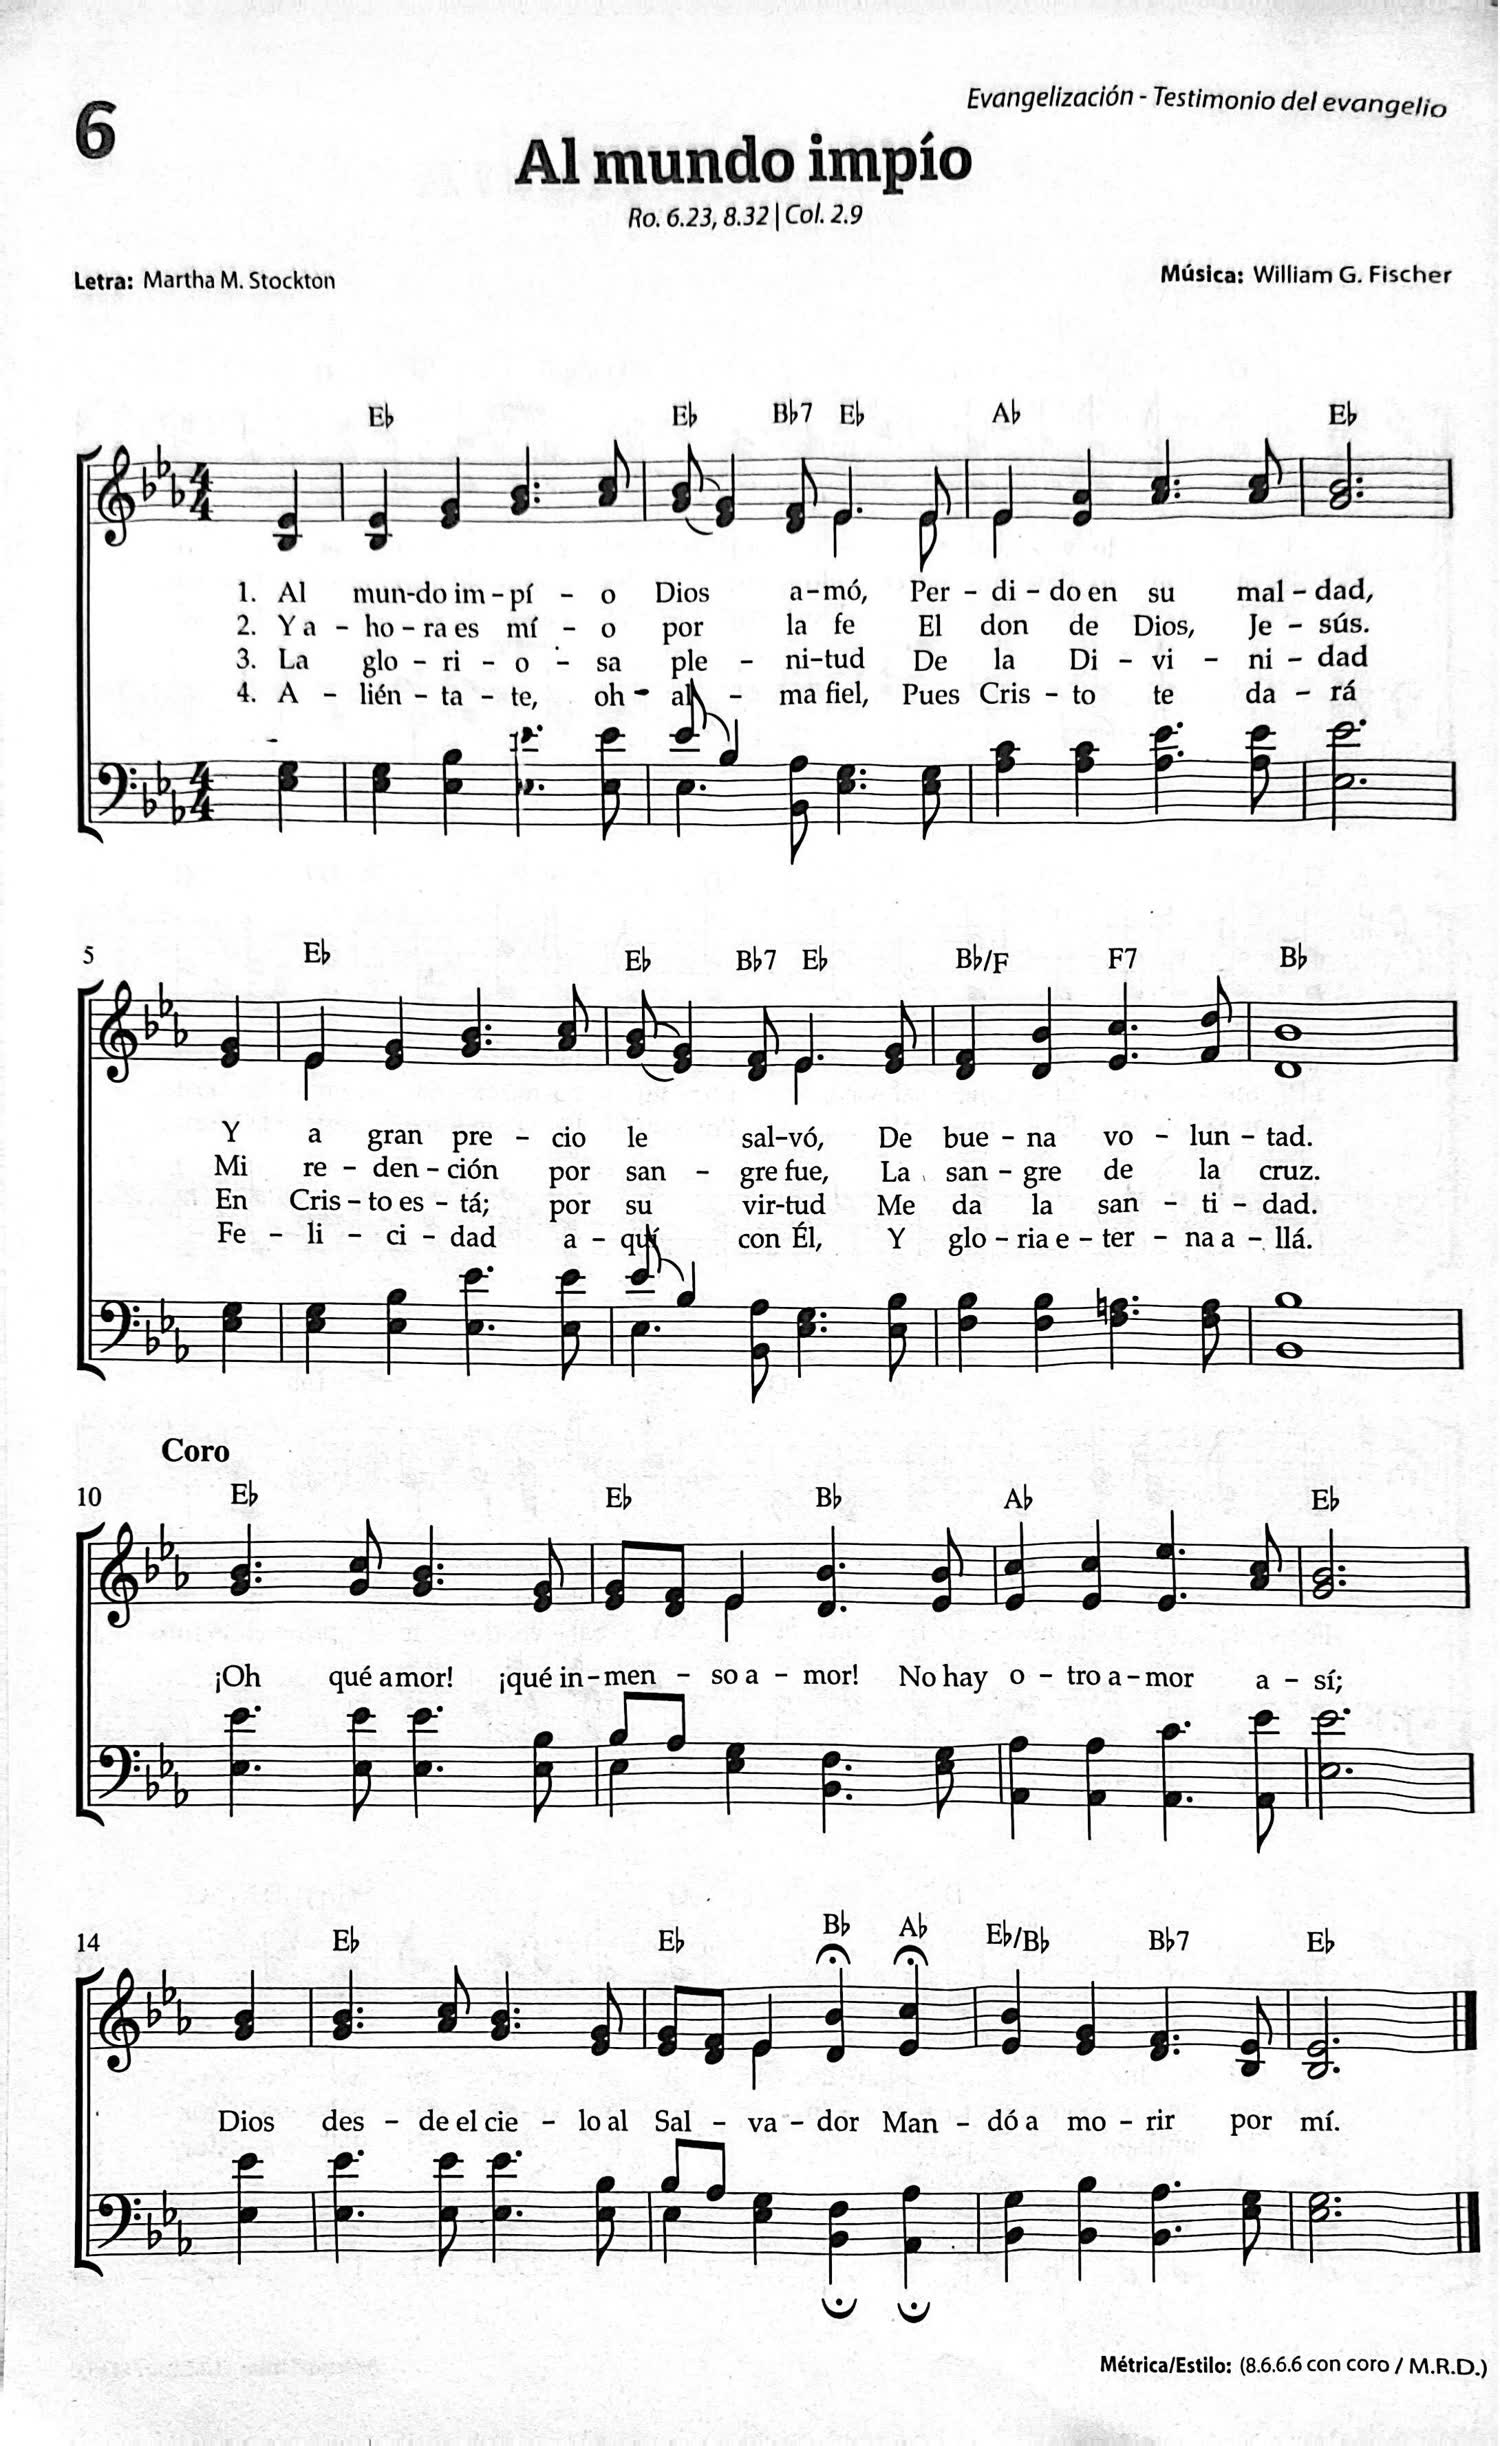 6
Evangelización - Testimonio del evangelio
Al mundo impío
Ro. 6.23, 8.32 | Col. 2.9
Letra: Martha M. Stockton
Música: William G. Fischer
E♭ E♭ B♭7 E♭ A♭ E♭
4
4
1. Al mun-do im-pí - o Dios a-mó, Per - di - do en su mal - dad,
2. Y a - ho - ra es mí - o por la fe El don de Dios, Je - sús.
3. La glo - ri - o - sa ple - ni-tud De la Di - vi - ni - dad
4. A - lién - ta - te, oh - al - ma fiel, Pues Cris - to te da - rá
4
4
5
E♭ E♭ B♭7 E♭ B♭/F F7 B♭
Y a gran pre - cio le sal-vó, De bue - na vo - lun - tad.
Mi re - den - ción por san - gre fue, La san - gre de la cruz.
En Cris - to es - tá; por su vir-tud Me da la san - ti - dad.
Fe - li - ci - dad a - quí con Él, Y glo - ria e - ter - na a - llá.
Coro
10
E♭ E♭ B♭ A♭ E♭
¡Oh qué amor! ¡qué in-men - so a - mor! No hay o - tro a - mor a - sí;
14
E♭ E♭ B♭ A♭ E♭/B♭ B♭7 E♭
Dios des - de el cie - lo al Sal - va - dor Man - dó a mo - rir por mí.
Métrica/Estilo: (8.6.6.6 con coro / M.R.D.)